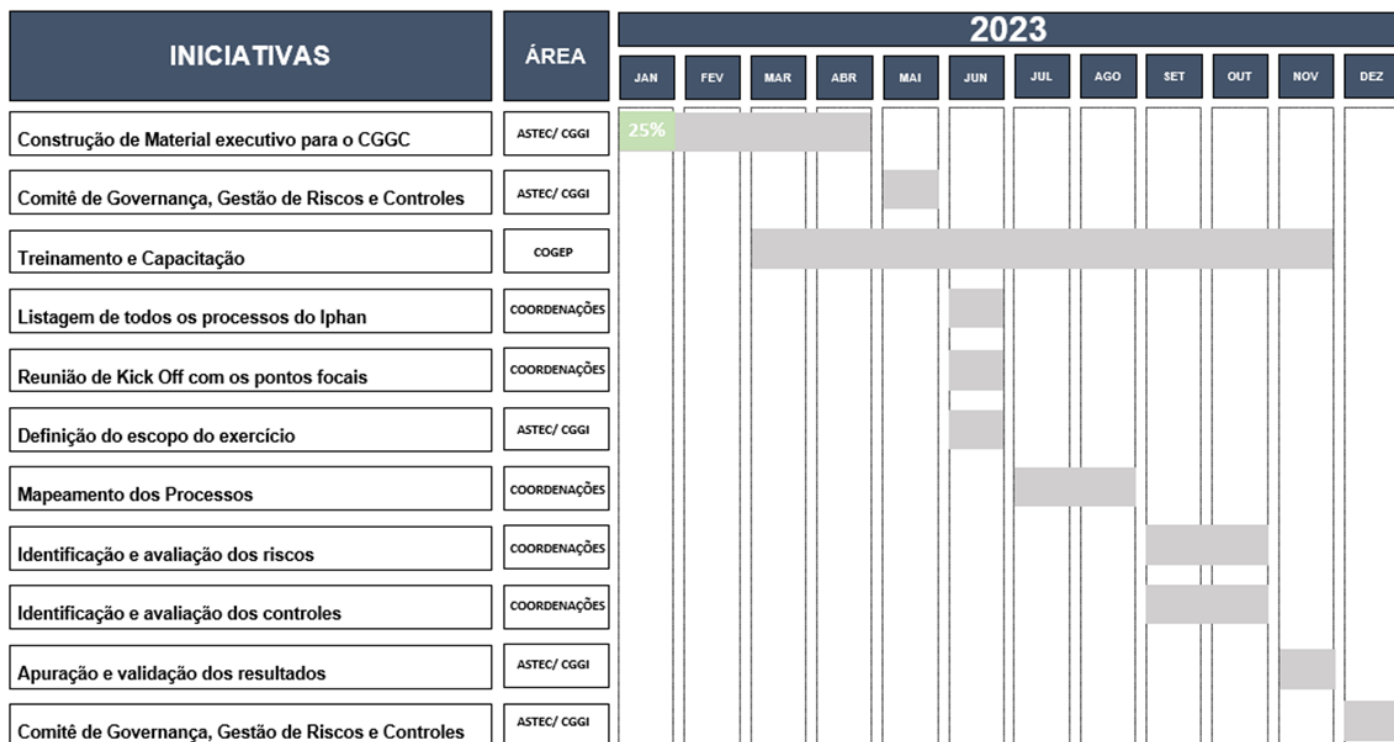 INICIATIVAS
ÁREA
2023
JAN FEV MAR ABR MAI JUN JUL AGO SET OUT NOV DEZ
Construção de Material executivo para o CGGC ASTEC/ CGGI 25%
Comitê de Governança, Gestão de Riscos e Controles ASTEC/ CGGI
Treinamento e Capacitação COGEP
Listagem de todos os processos do Iphan COORDENAÇÕES
Reunião de Kick Off com os pontos focais COORDENAÇÕES
Definição do escopo do exercício ASTEC/ CGGI
Mapeamento dos Processos COORDENAÇÕES
Identificação e avaliação dos riscos COORDENAÇÕES
Identificação e avaliação dos controles COORDENAÇÕES
Apuração e validação dos resultados ASTEC/ CGGI
Comitê de Governança, Gestão de Riscos e Controles ASTEC/ CGGI